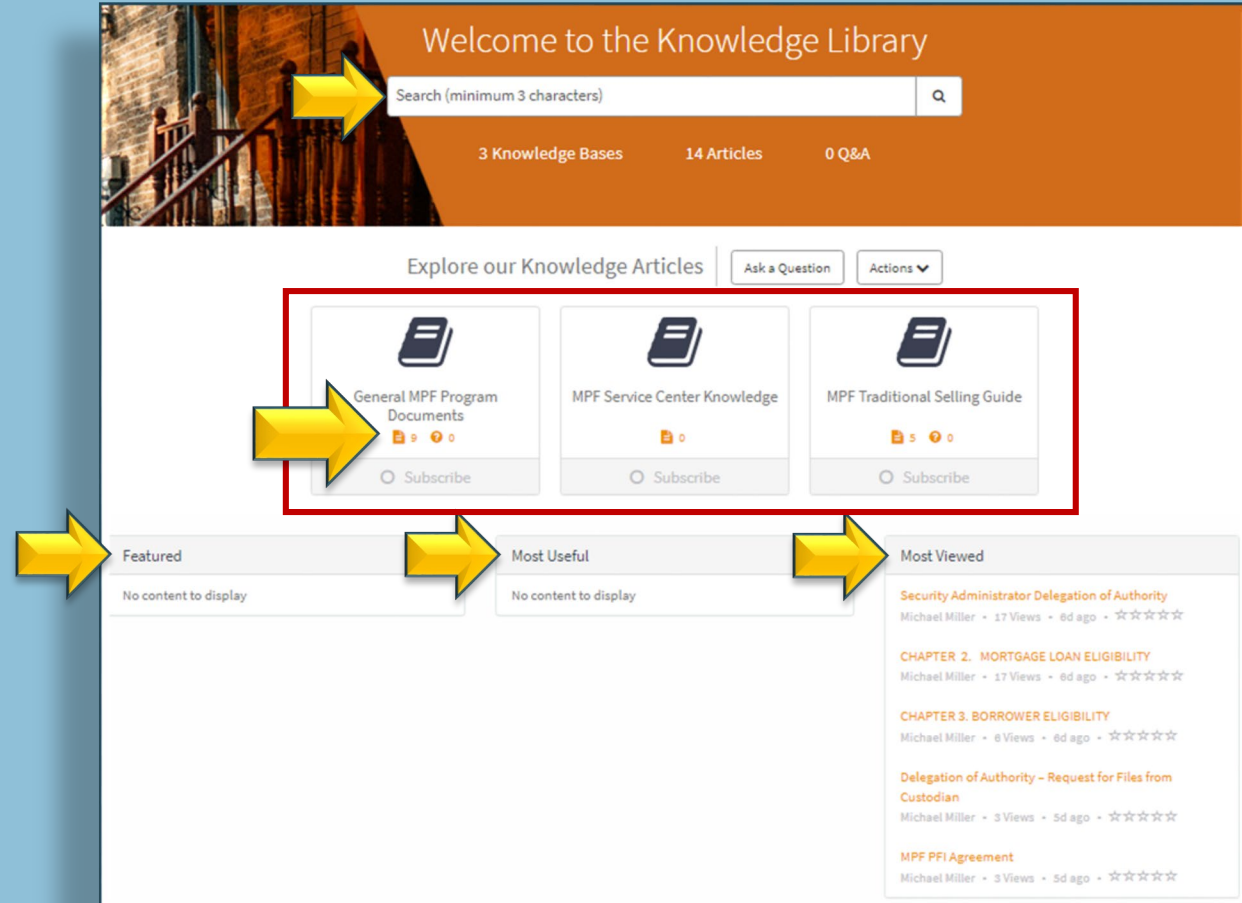 Welcome to the Knowledge Library
Search (minimum 3 characters)
3 Knowledge Bases 14 Articles 0 Q&A
Explore our Knowledge Articles Ask a Question Actions
General MPF Program
Documents
9 0
Subscribe
MPF Service Center Knowledge
0
Subscribe
MPF Traditional Selling Guide
5 0
Subscribe
Featured
No content to display
Most Useful
No content to display
Most Viewed
Security Administrator Delegation of Authority
Michael Miller • 17 Views • 6d ago •
CHAPTER 2. MORTGAGE LOAN ELIGIBILITY
Michael Miller • 17 Views • 6d ago •
CHAPTER 3. BORROWER ELIGIBILITY
Michael Miller • 6 Views • 6d ago •
Delegation of Authority – Request for Files from
Custodian
Michael Miller • 3 Views • 5d ago •
MPF PFI Agreement
Michael Miller • 3 Views • 5d ago •